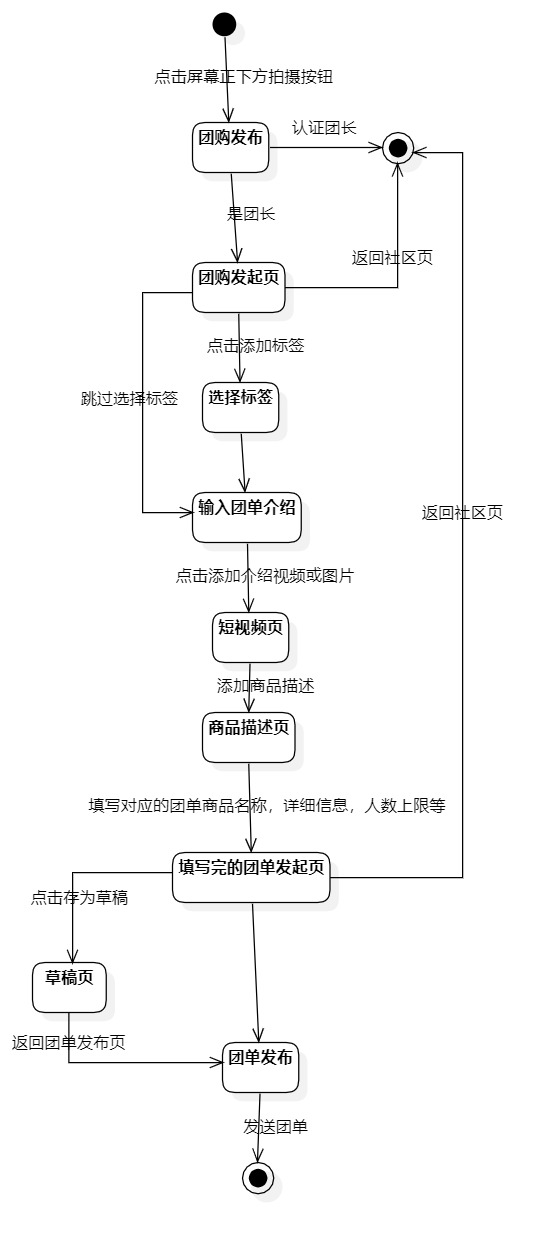 点击屏幕正下方拍摄按钮
团购发布
认证团长
是团长
返回社区页
团购发起页
点击添加标签
跳过选择标签
选择标签
输入团单介绍
返回社区页
点击添加介绍视频或图片
短视频页
添加商品描述
商品描述页
填写对应的团单商品名称，详细信息，人数上限等
填写完的团单发起页
点击存为草稿
草稿页
返回团单发布页
团单发布
发送团单